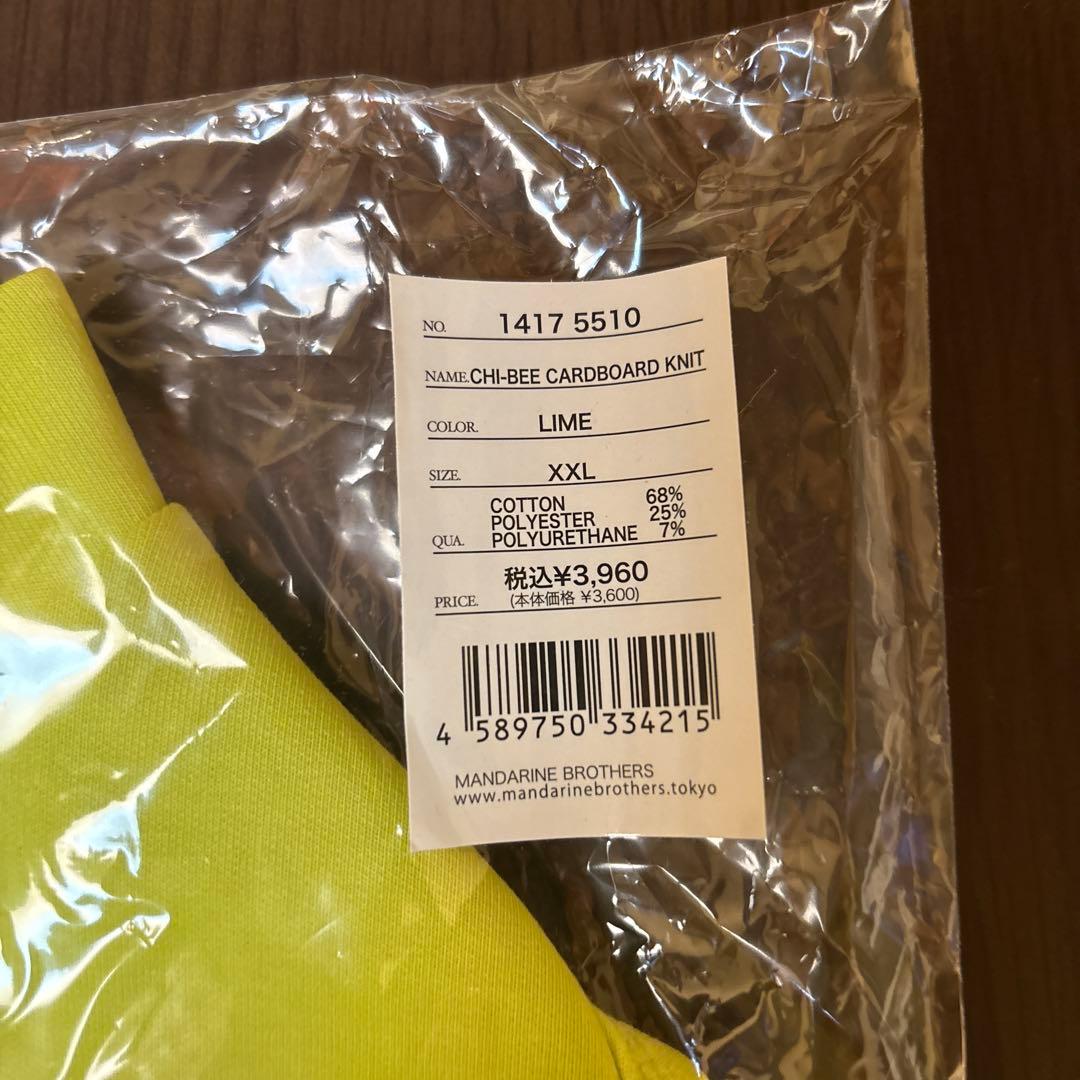 NO. 1417 5510
NAME. CHI-BEE CARDBOARD KNIT
COLOR. LIME
SIZE. XXL
COTTON 68%
POLYESTER 25%
QUA. POLYURETHANE 7%
税込¥3,960
PRICE. (本体価格 ¥3,600)
4 589750 334215
MANDARINE BROTHERS
www.mandarinebrothers.tokyo